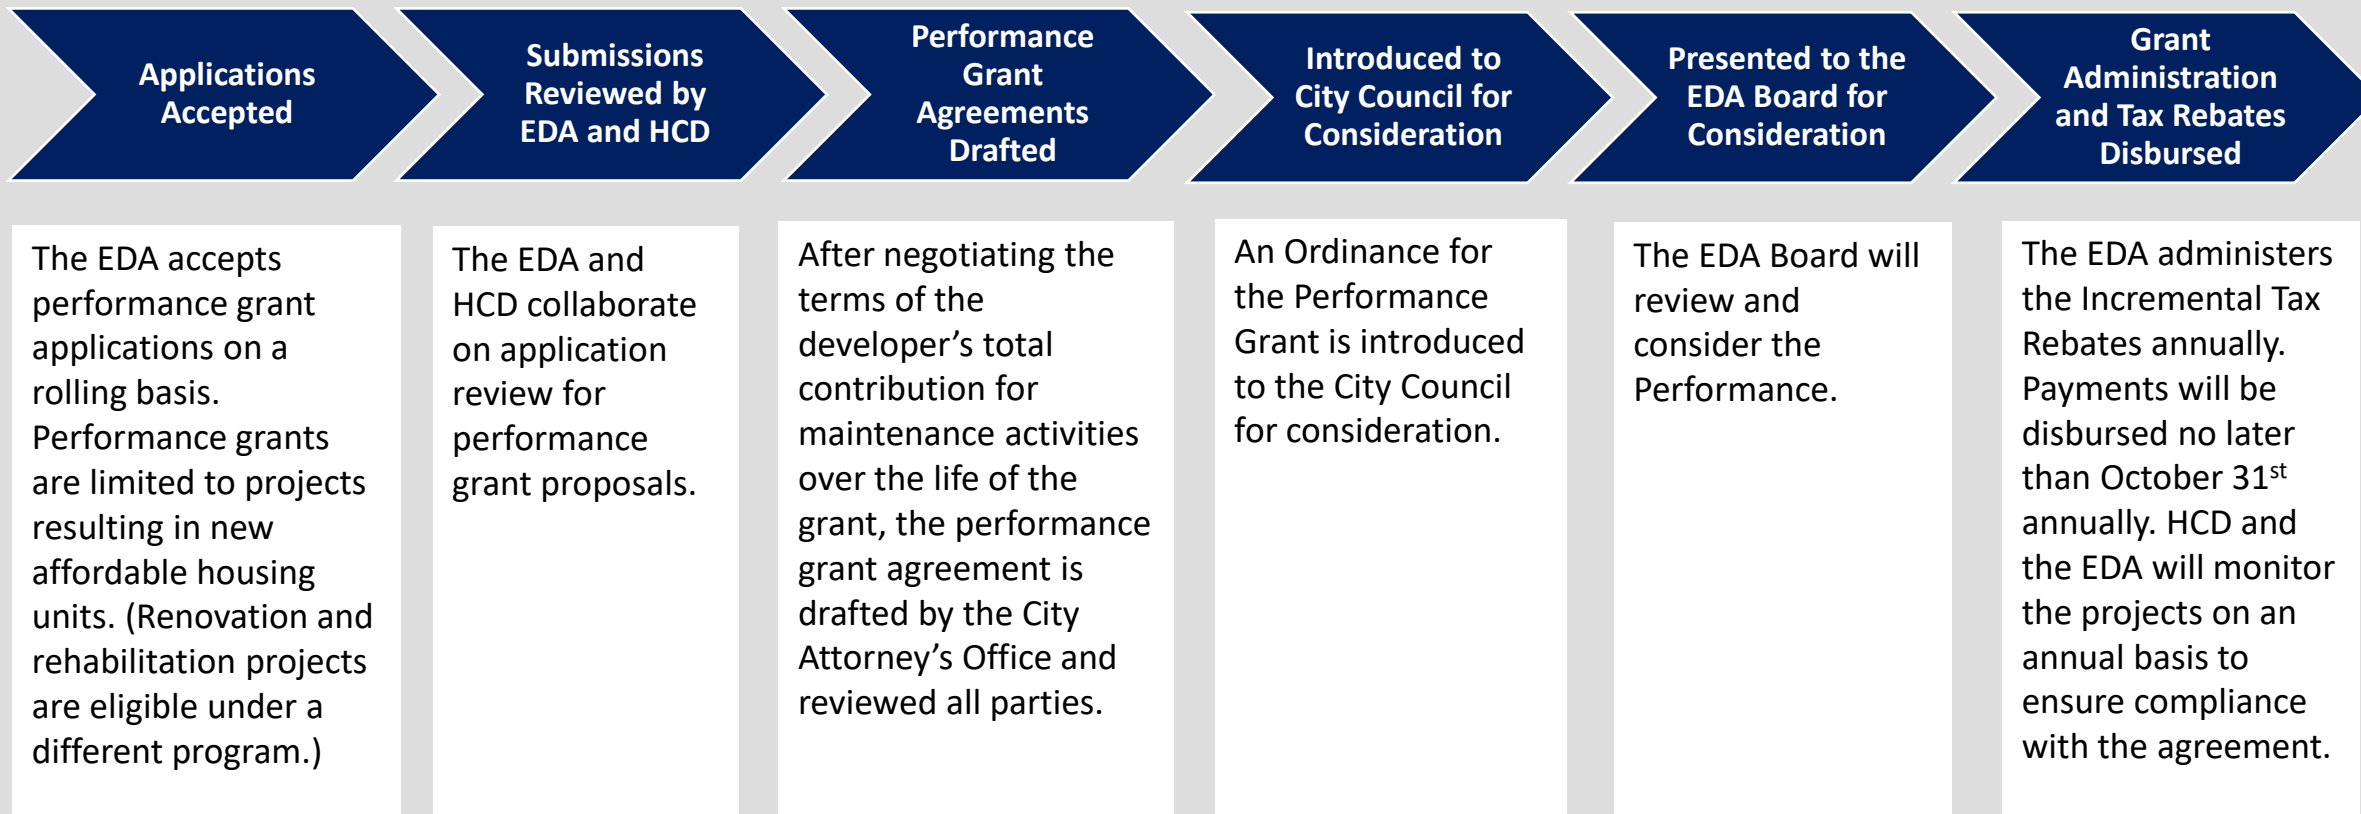 Applications
Accepted
Submissions
Reviewed by
EDA and HCD
Performance
Grant
Agreements
Drafted
Introduced to
City Council for
Consideration
Presented to the
EDA Board for
Consideration
Grant
Administration
and Tax Rebates
Disbursed
The EDA accepts
performance grant
applications on a
rolling basis.
Performance grants
are limited to projects
resulting in new
affordable housing
units. (Renovation and
rehabilitation projects
are eligible under a
different program.)
The EDA and
HCD collaborate
on application
review for
performance
grant proposals.
After negotiating the
terms of the
developer’s total
contribution for
maintenance activities
over the life of the
grant, the performance
grant agreement is
drafted by the City
Attorney’s Office and
reviewed all parties.
An Ordinance for
the Performance
Grant is introduced
to the City Council
for consideration.
The EDA Board will
review and
consider the
Performance.
The EDA administers
the Incremental Tax
Rebates annually.
Payments will be
disbursed no later
than October 31st
annually. HCD and
the EDA will monitor
the projects on an
annual basis to
ensure compliance
with the agreement.